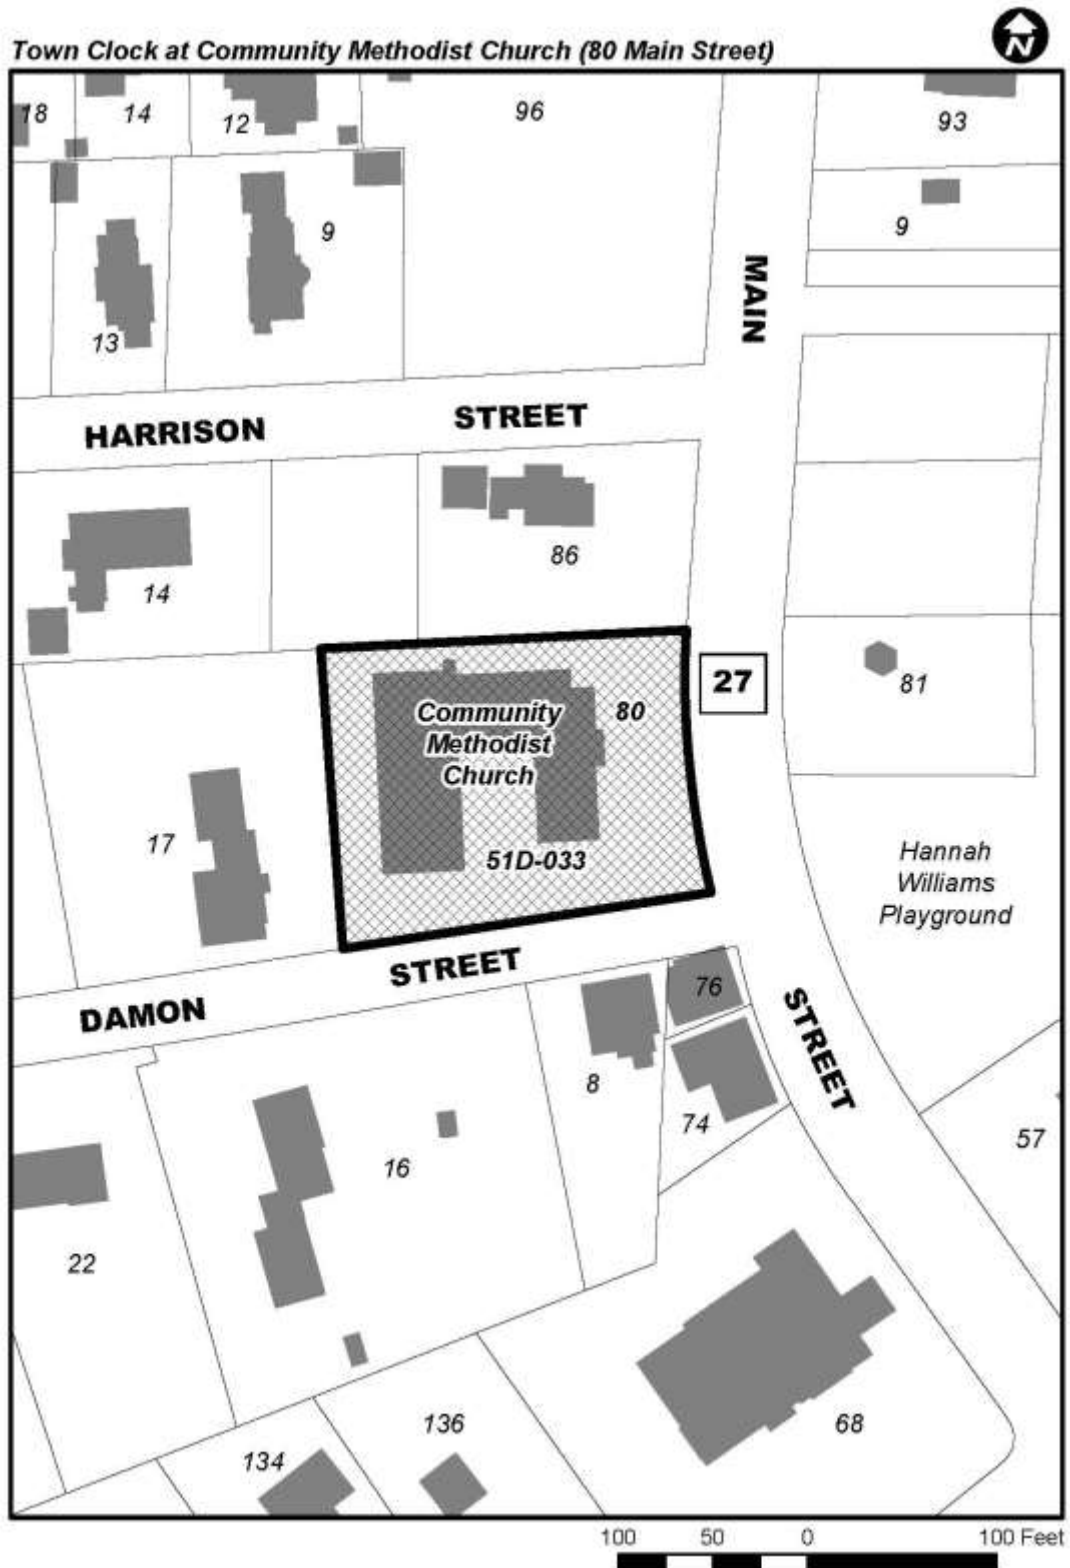 N
Town Clock at Community Methodist Church (80 Main Street)
18
14
12
96
93
9
9
13
MAIN
HARRISON STREET
86
14
27
81
80
Community
Methodist
Church
17
51D-033
Hannah
Williams
Playground
DAMON STREET
76
STREET
8
74
57
16
22
136
68
134
100 50 0 100 Feet